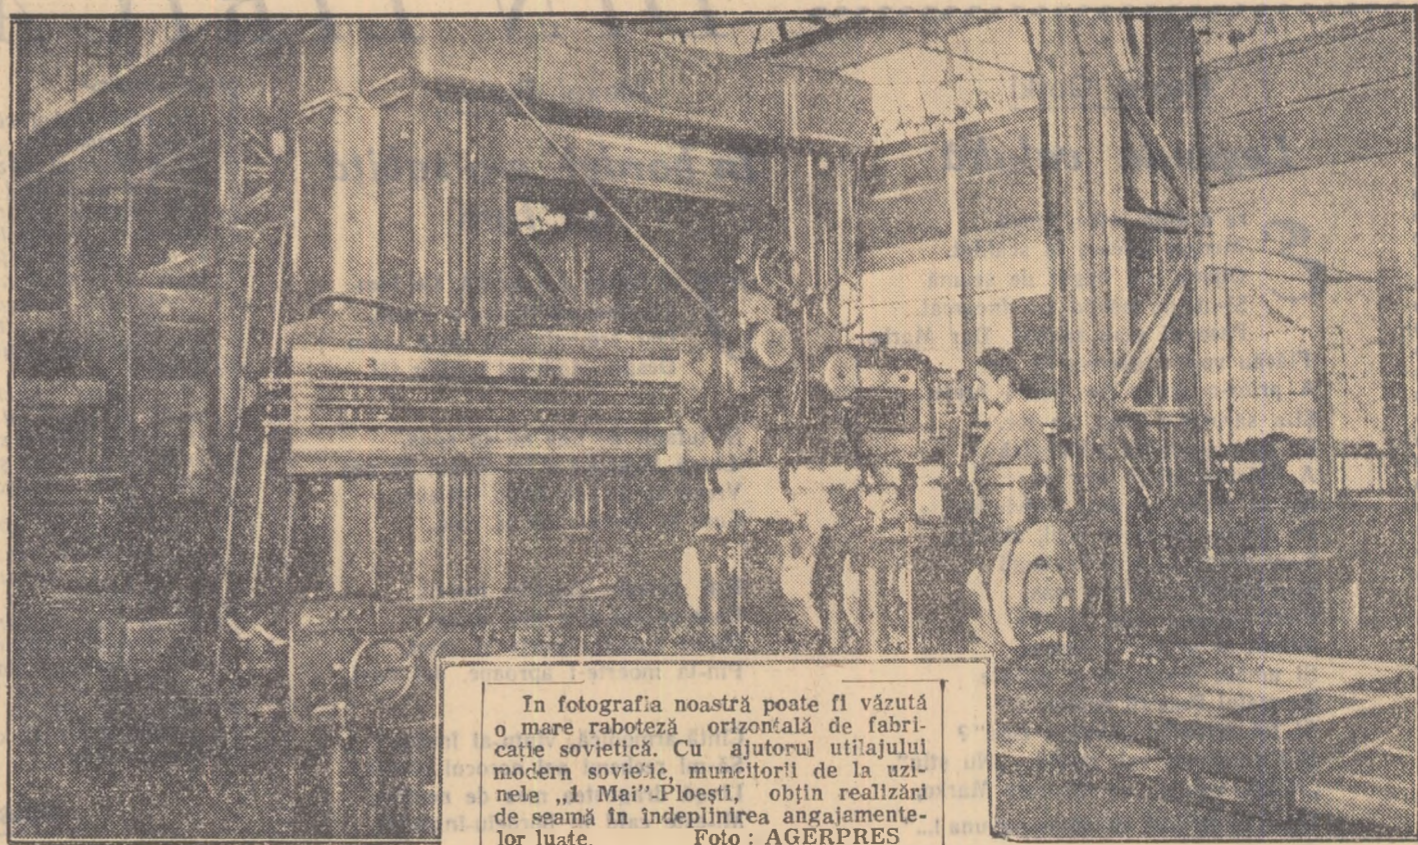 In fotografia noastră poate fi văzută
o mare raboteză orizontală de fabri-
cație sovietică. Cu ajutorul utilajului
modern sovietic, muncitorii de la uzi-
nele „1 Mai"-Ploești, obțin realizări
de seamă în îndeplinirea angajamente-
lor luate. Foto : AGERPRES